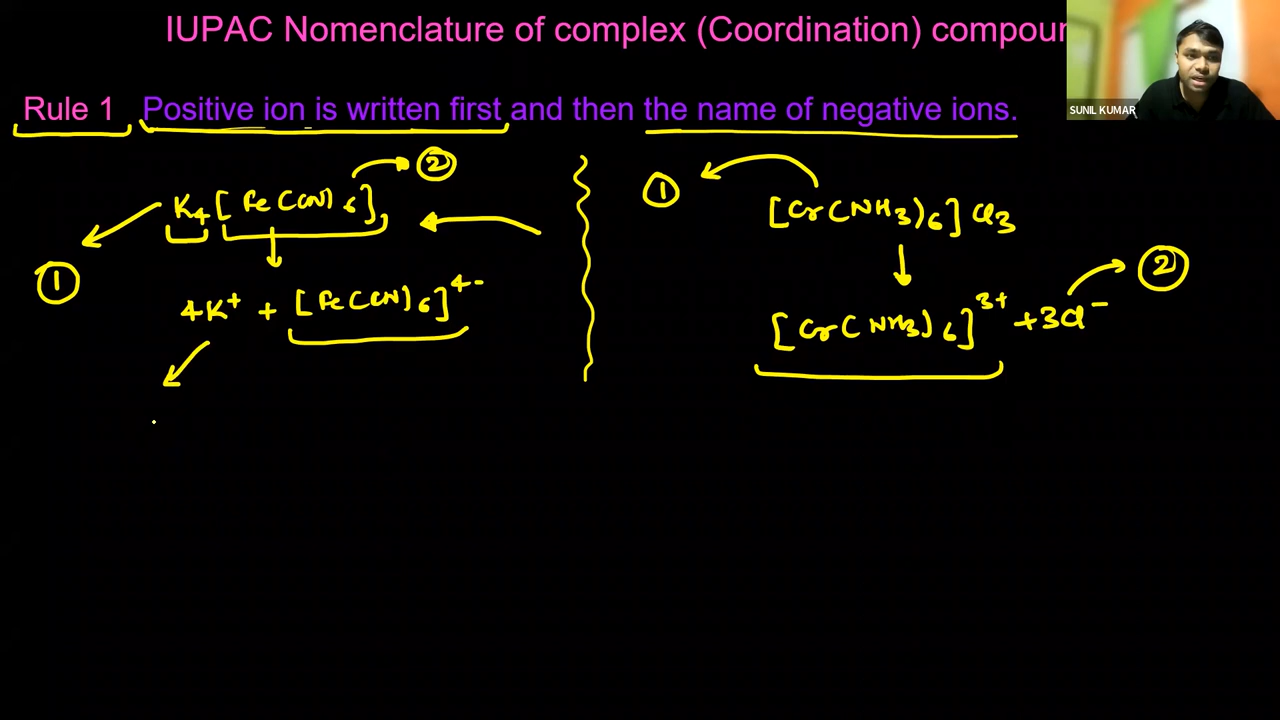 IUPAC Nomenclature of complex (Coordination) compoun
SUNIL KUMAR
Rule 1 Positive ion is written first and then the name of negative ions.
②
K4[Fe(CN)6]
①
4K+ + [Fe(CN)6]4-
①
[Cr(NH3)6]Cl3
②
[Cr(NH3)6]3+ + 3Cl-